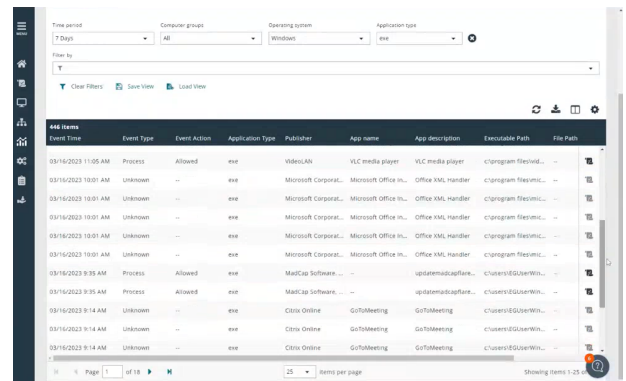 MENU
Time period Computer groups Operating system Application type
7 Days All Windows exe
Filter by
Clear Filters Save View Load View
446 items
Event Time Event Type Event Action Application Type Publisher App name App description Executable Path File Path
03/16/2023 11:05 AM Process Allowed exe VideoLAN VLC media player VLC media player c:\program files\vid... --
03/16/2023 10:01 AM Unknown -- exe Microsoft Corporat... Microsoft Office In... Office XML Handler c:\program files\mic... --
03/16/2023 10:01 AM Unknown -- exe Microsoft Corporat... Microsoft Office In... Office XML Handler c:\program files\mic... --
03/16/2023 10:01 AM Unknown -- exe Microsoft Corporat... Microsoft Office In... Office XML Handler c:\program files\mic... --
03/16/2023 10:01 AM Unknown -- exe Microsoft Corporat... Microsoft Office In... Office XML Handler c:\program files\mic... --
03/16/2023 10:01 AM Unknown -- exe Microsoft Corporat... Microsoft Office In... Office XML Handler c:\program files\mic... --
03/16/2023 9:35 AM Process Allowed exe MadCap Software, ... -- updatemadcapflare... c:\users\EGUserWin... --
03/16/2023 9:35 AM Process Allowed exe MadCap Software, ... -- updatemadcapflare... c:\users\EGUserWin... --
03/16/2023 9:14 AM Unknown -- exe Citrix Online GoToMeeting GoToMeeting c:\users\EGUserWin... --
03/16/2023 9:14 AM Unknown -- exe Citrix Online GoToMeeting GoToMeeting c:\users\EGUserWin... --
03/16/2023 9:14 AM Unknown -- exe Citrix Online GoToMeeting GoToMeeting c:\users\EGUserWin... --
6
Page 1 of 18 25 items per page Showing items 1-25 of